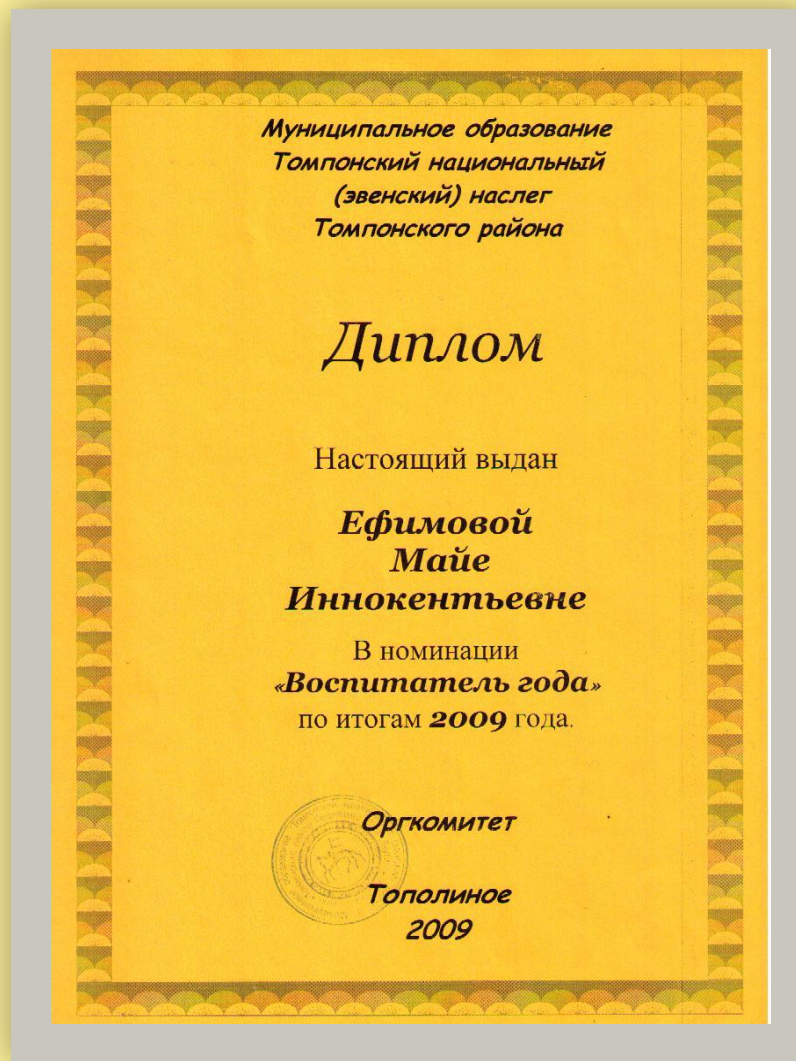 Муниципальное образование
Томпонский национальный
(эвенский) наслег
Томпонского района
Диплом
Настоящий выдан
Ефимовой
Майе
Иннокентьевне
В номинации
«Воспитатель года»
по итогам 2009 года.
Оргкомитет
Тополиное
2009